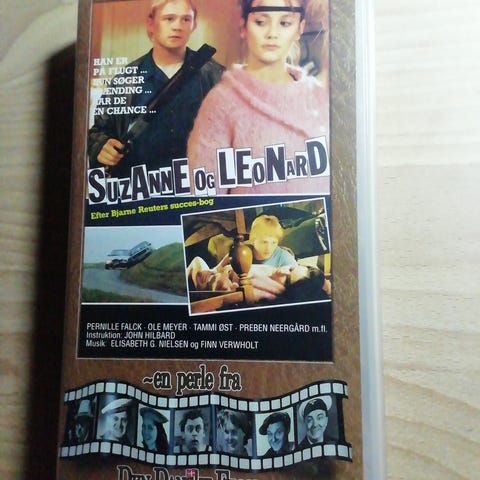 HAN ER
PÅ FLUGT ...
HUN SØGER
SPÆNDING ...
HAR DE
EN CHANCE ...
SUZANNE OG LEONARD
Efter Bjarne Reuters succes-bog
PERNILLE FALCK · OLE MEYER · TAMMI ØST · PREBEN NEERGÅRD m.fl.
Instruktion: JOHN HILBARD
Musik: ELISABETH G. NIELSEN og FINN VERWHOLT
~en perle fra